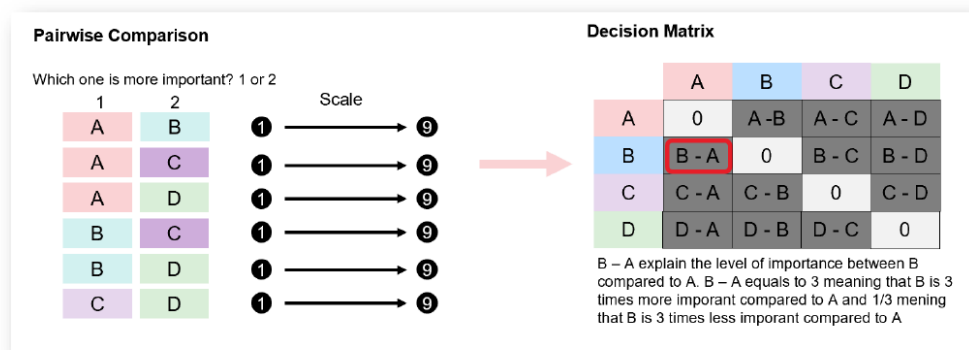 Pairwise Comparison
Which one is more important? 1 or 2
1 2
Scale
A B 1 9
A C 1 9
A D 1 9
B C 1 9
B D 1 9
C D 1 9
Decision Matrix
A B C D
A 0 A -B A - C A - D
B B - A 0 B - C B - D
C C - A C - B 0 C - D
D D - A D - B D - C 0
B – A explain the level of importance between B
compared to A. B – A equals to 3 meaning that B is 3
times more imporant compared to A and 1/3 mening
that B is 3 times less imporant compared to A